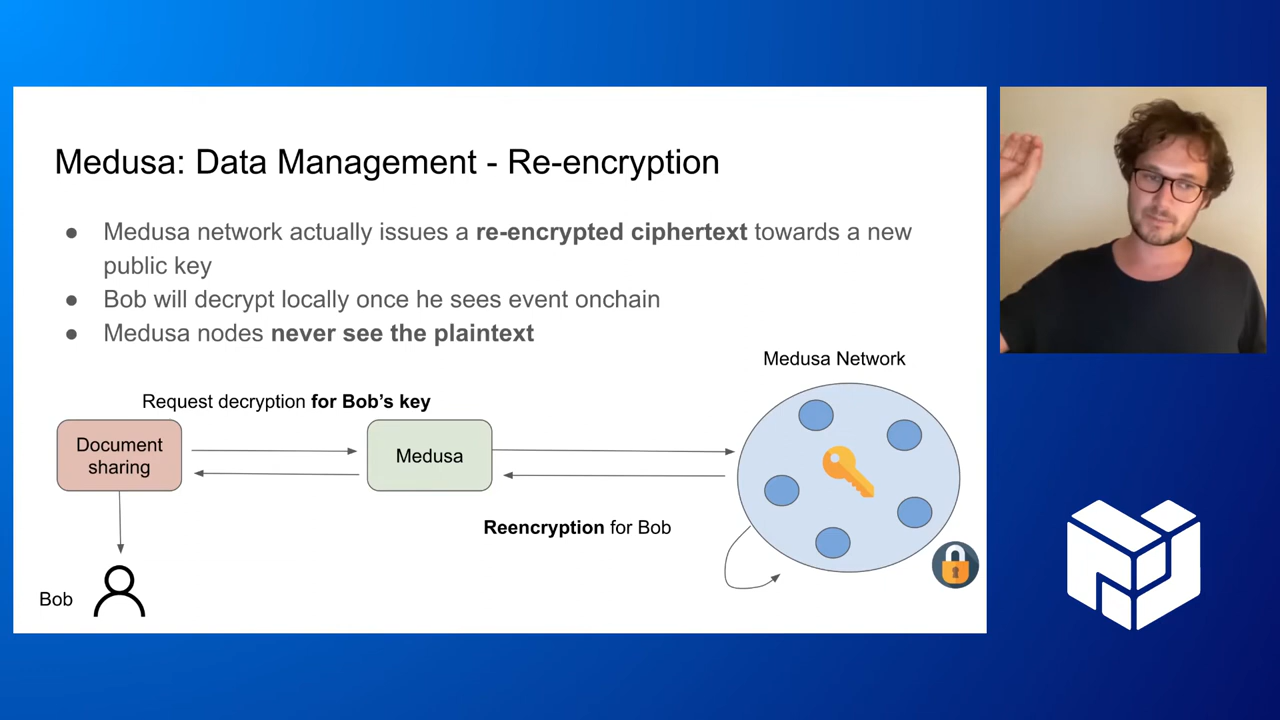 Medusa: Data Management - Re-encryption
● Medusa network actually issues a re-encrypted ciphertext towards a new
public key
● Bob will decrypt locally once he sees event onchain
● Medusa nodes never see the plaintext
Medusa Network
Request decryption for Bob's key
Document
sharing
Medusa
Reencryption for Bob
Bob